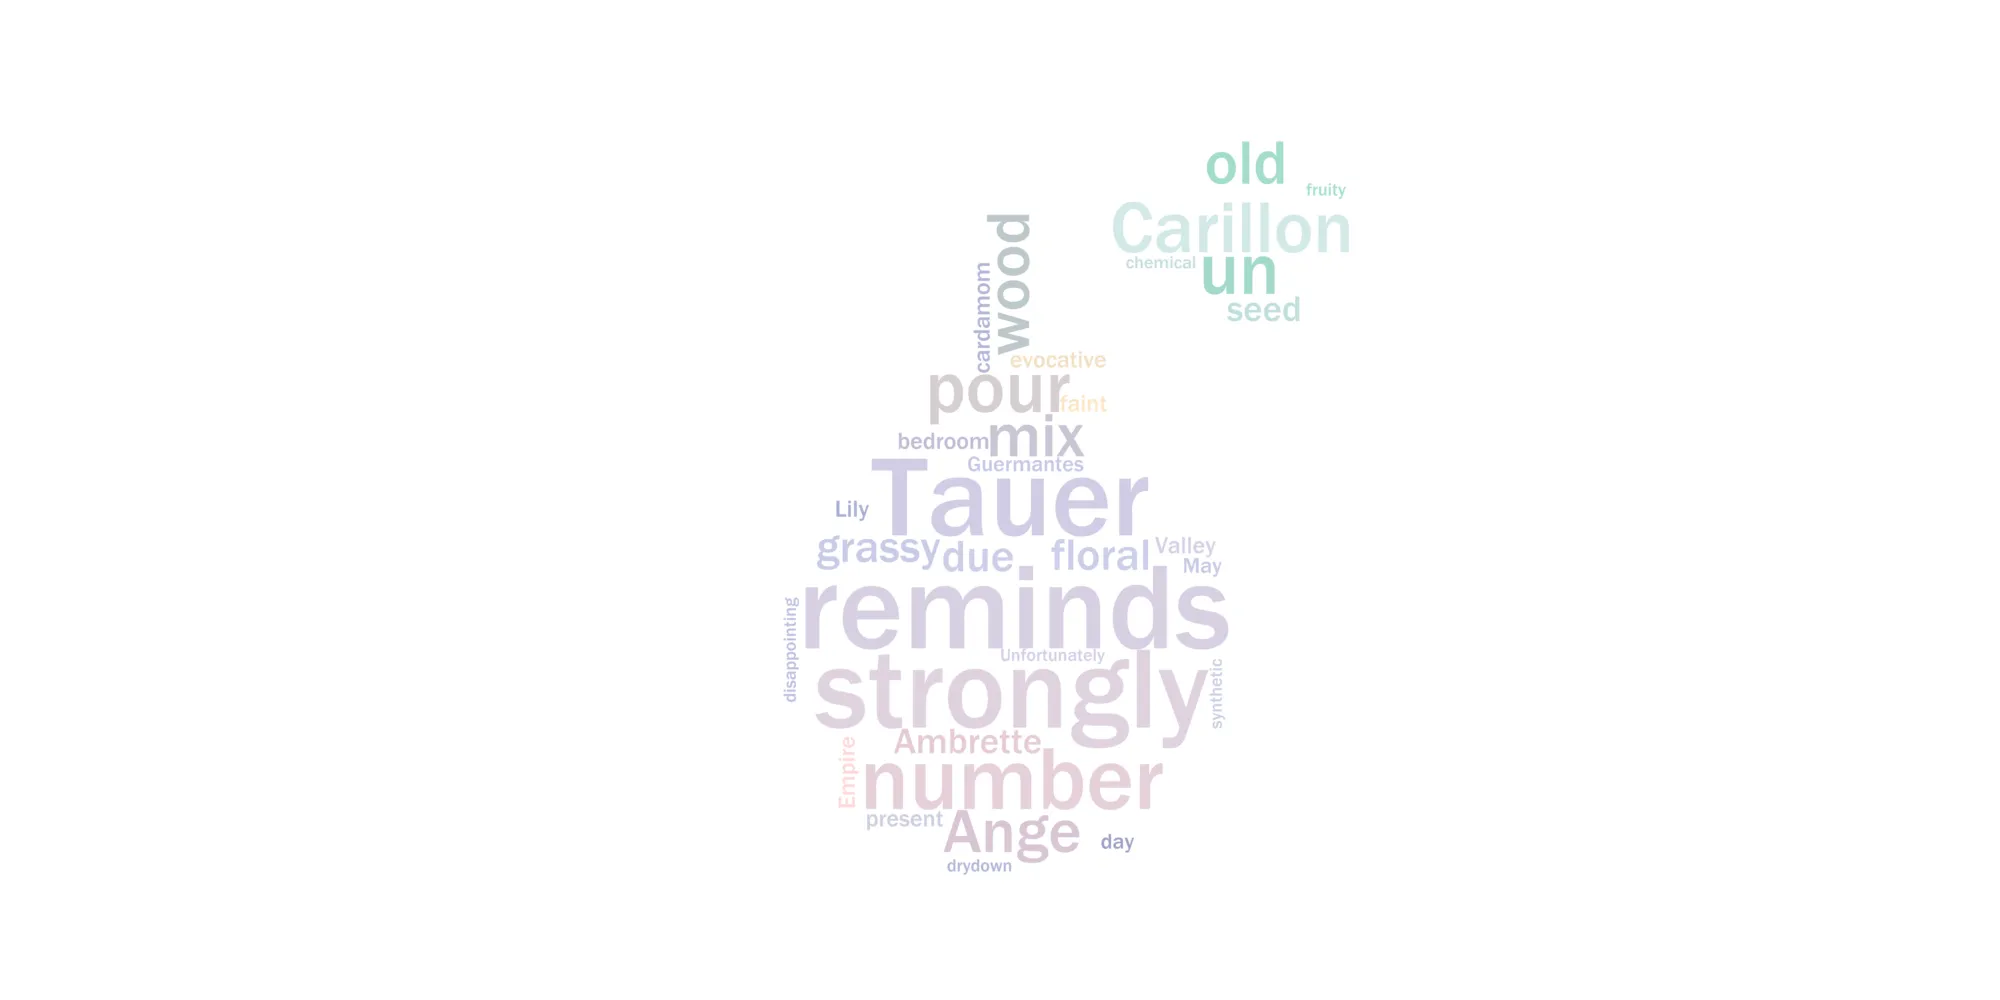 old
fruity
Carillon
chemical
un
seed
wood
cardamom
evocative
pour
faint
mix
bedroom
Guermantes
Tauer
Lily
grassy
due
floral
Valley
May
reminds
disappointing
Unfortunately
strongly
synthetic
Ambrette
Empire
number
present
Ange
day
drydown